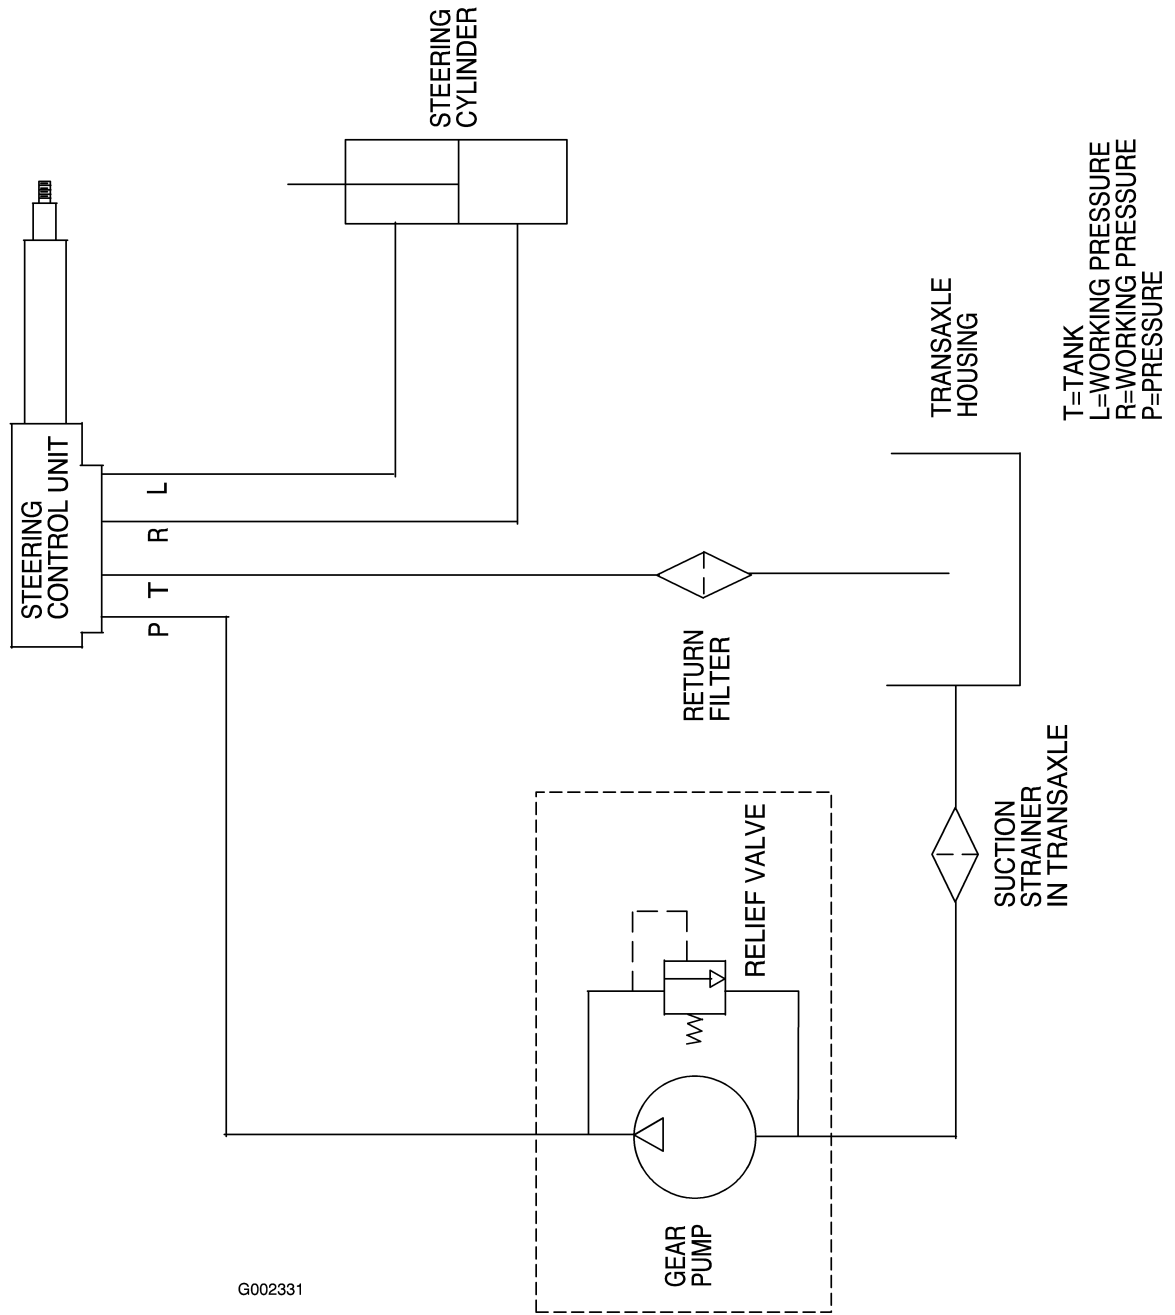 STEERING
CONTROL UNIT
P T R L
STEERING
CYLINDER
RETURN
FILTER
TRANSAXLE
HOUSING
T=TANK
L=WORKING PRESSURE
R=WORKING PRESSURE
P=PRESSURE
GEAR
PUMP
RELIEF VALVE
SUCTION
STRAINER
IN TRANSAXLE
G002331